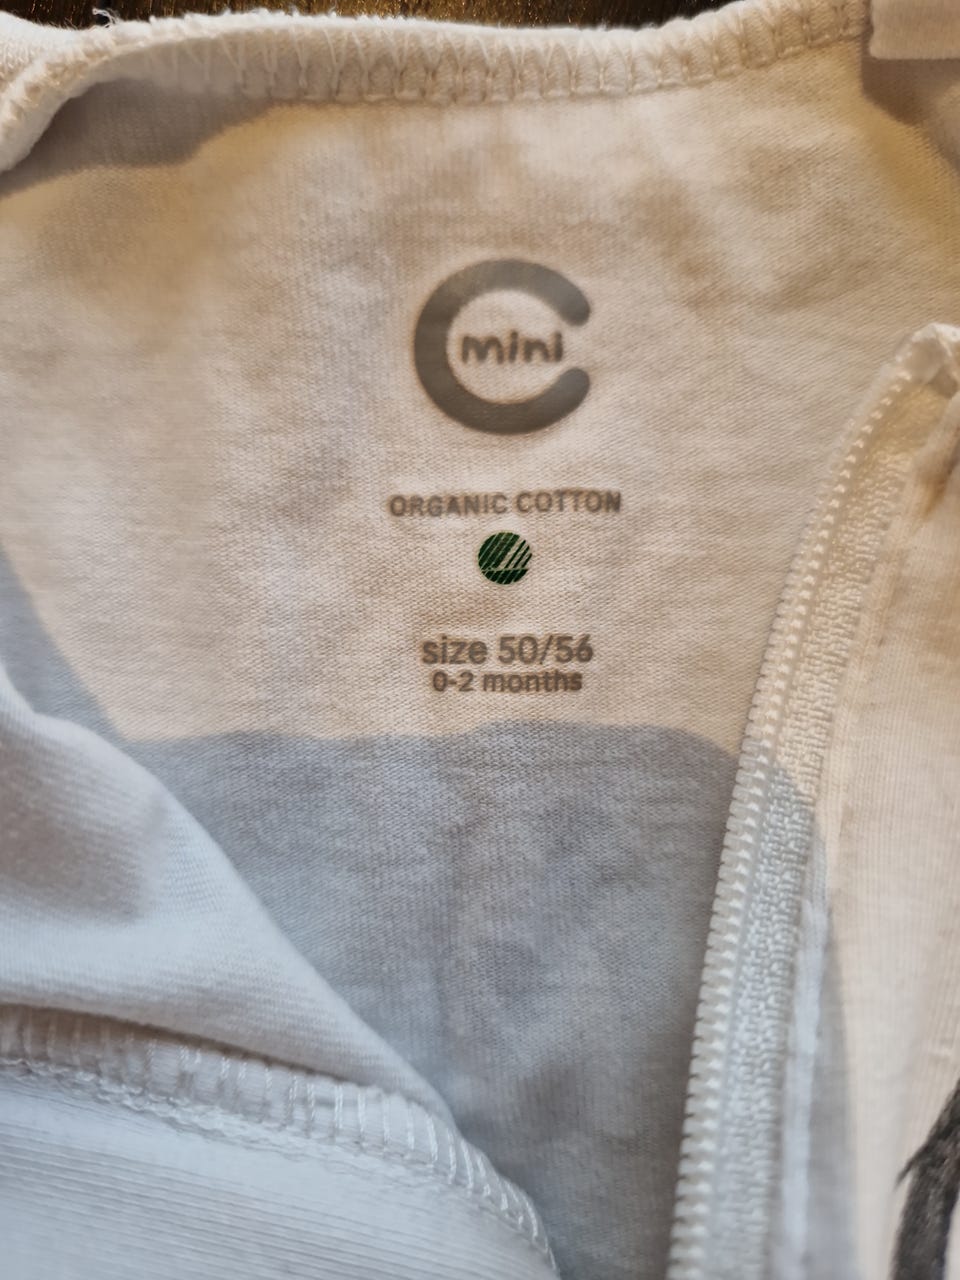 mini
ORGANIC COTTON
size 50/56
0-2 months